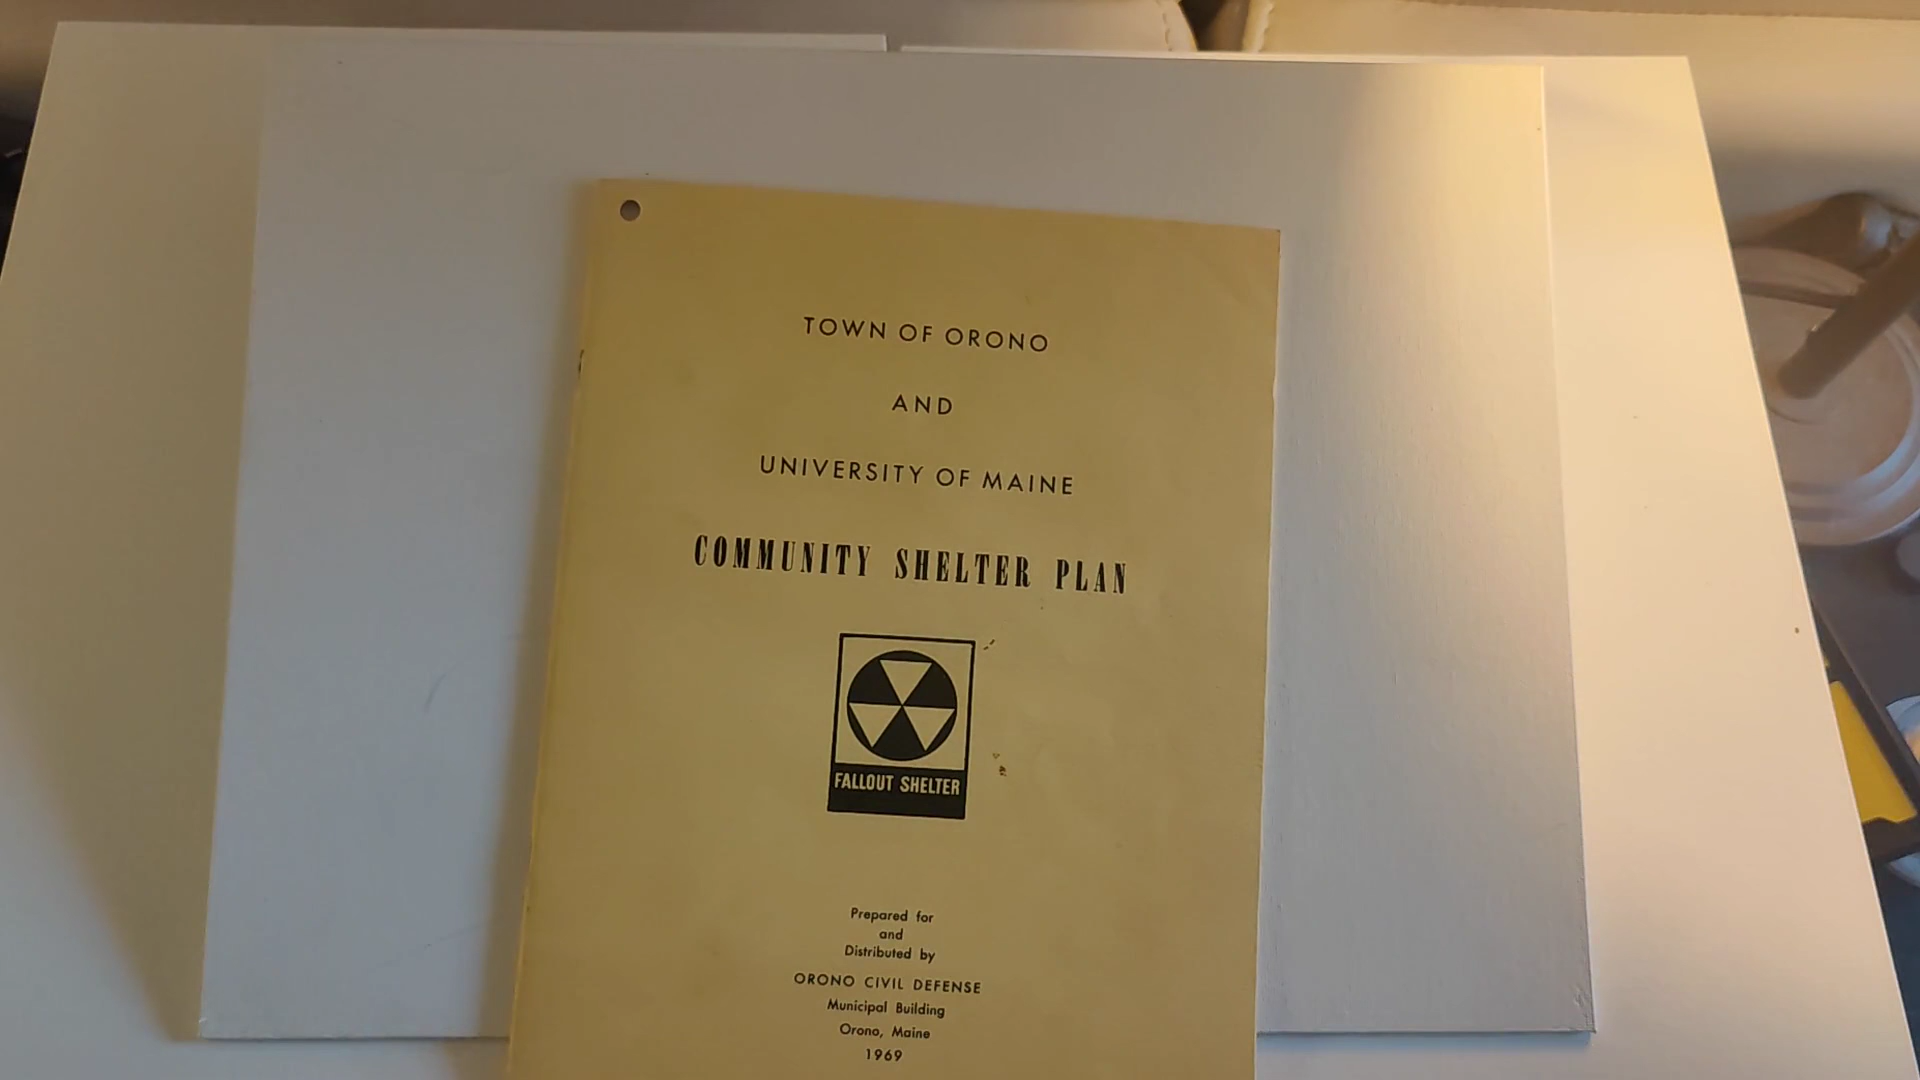 TOWN OF ORONO
AND
UNIVERSITY OF MAINE
COMMUNITY SHELTER PLAN
FALLOUT SHELTER
Prepared for
and
Distributed by
ORONO CIVIL DEFENSE
Municipal Building
Orono, Maine
1969